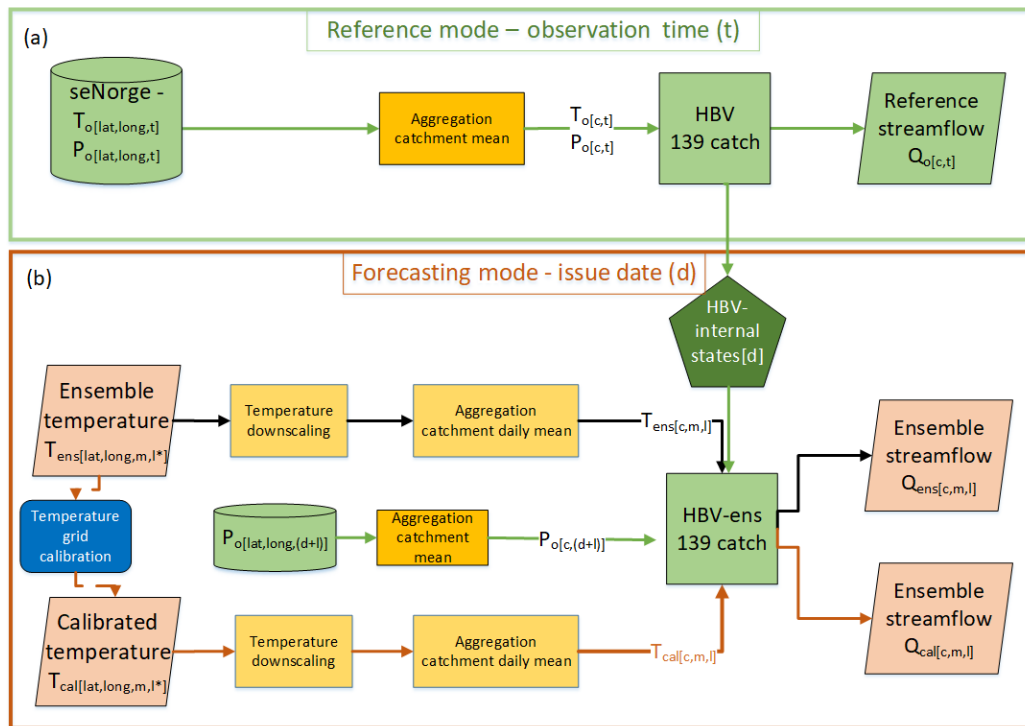 (a)
Reference mode – observation time (t)
seNorge -
To[lat,long,t]
Po[lat,long,t]
Aggregation
catchment mean
To[c,t]
Po[c,t]
HBV
139 catch
Reference
streamflow
Qo[c,t]
(b)
Forecasting mode - issue date (d)
HBV-
internal
states[d]
Ensemble
temperature
Tens[lat,long,m,l*]
Temperature
downscaling
Aggregation
catchment daily mean
Tens[c,m,l]
Ensemble
streamflow
Qens[c,m,l]
Temperature
grid
calibration
Po[lat,long,(d+l)]
Aggregation
catchment
mean
Po[c,(d+l)]
HBV-ens
139 catch
Calibrated
temperature
Tcal[lat,long,m,l*]
Temperature
downscaling
Aggregation
catchment daily mean
Tcal[c,m,l]
Ensemble
streamflow
Qcal[c,m,l]